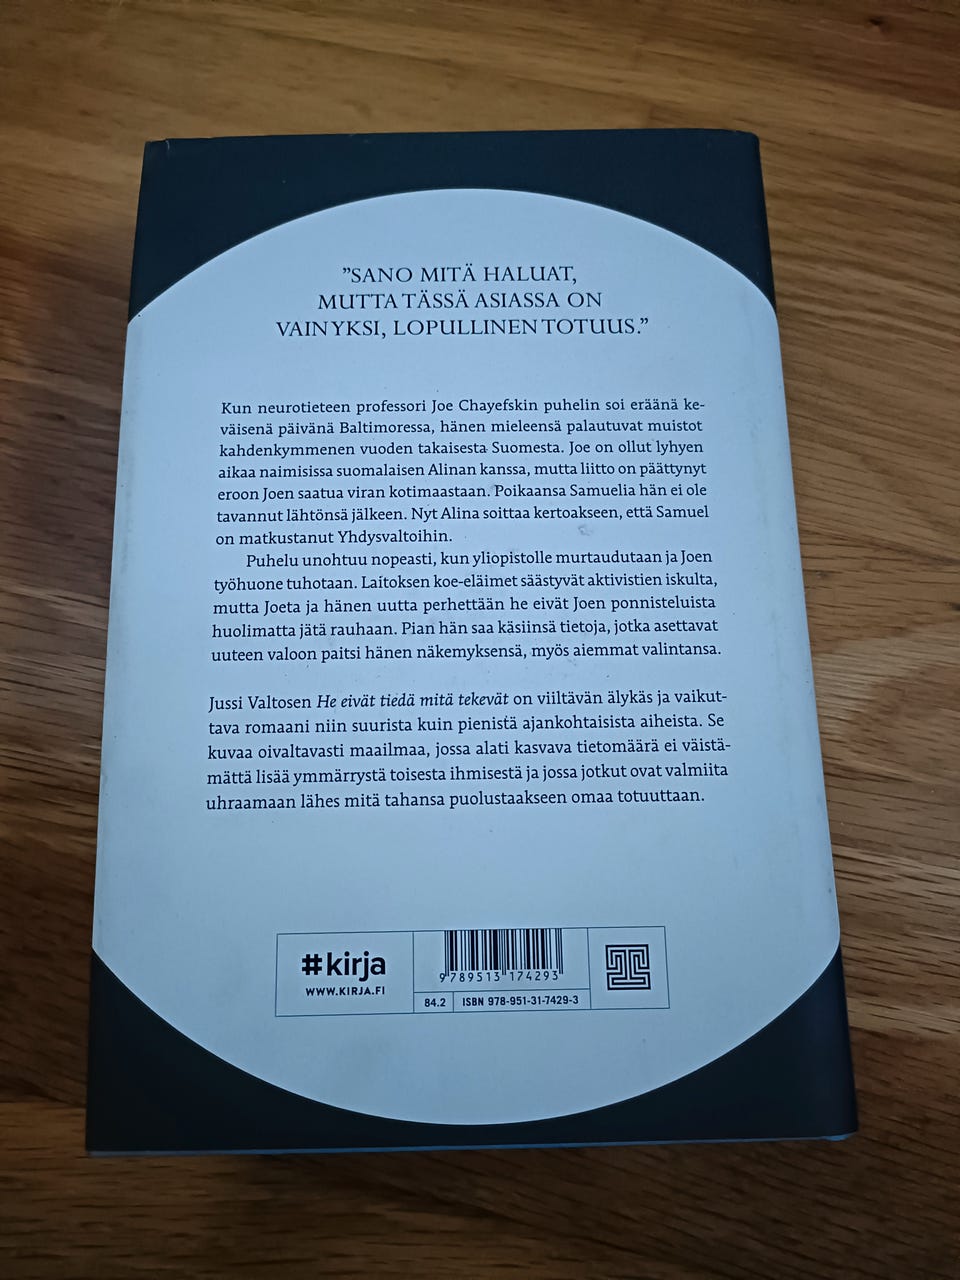 ”SANO MITÄ HALUAT,
MUTTA TÄSSÄ ASIASSA ON
VAIN YKSI, LOPULLINEN TOTUUS.”
Kun neurotieteen professori Joe Chayefskin puhelin soi eräänä ke-
väisenä päivänä Baltimoressa, hänen mieleensä palautuvat muistot
kahdenkymmenen vuoden takaisesta Suomesta. Joe on ollut lyhyen
aikaa naimisissa suomalaisen Alinan kanssa, mutta liitto on päättynyt
eroon Joen saatua viran kotimaastaan. Poikaansa Samuelia hän ei ole
tavannut lähtönsä jälkeen. Nyt Alina soittaa kertoakseen, että Samuel
on matkustanut Yhdysvaltoihin.
Puhelu unohtuu nopeasti, kun yliopistolle murtaudutaan ja Joen
työhuone tuhotaan. Laitoksen koe-eläimet säästyvät aktivistien iskulta,
mutta Joeta ja hänen uutta perhettään he eivät Joen ponnisteluista
huolimatta jätä rauhaan. Pian hän saa käsiinsä tietoja, jotka asettavat
uuteen valoon paitsi hänen näkemyksensä, myös aiemmat valintansa.
Jussi Valtosen He eivät tiedä mitä tekevät on viiltävän älykäs ja vaikut-
tava romaani niin suurista kuin pienistä ajankohtaisista aiheista. Se
kuvaa oivaltavasti maailmaa, jossa alati kasvava tietomäärä ei väistä-
mättä lisää ymmärrystä toisesta ihmisestä ja jossa jotkut ovat valmiita
uhraamaan lähes mitä tahansa puolustaakseen omaa totuuttaan.
#kirja
WWW.KIRJA.FI
9 789513 174293
84.2
ISBN 978-951-31-7429-3